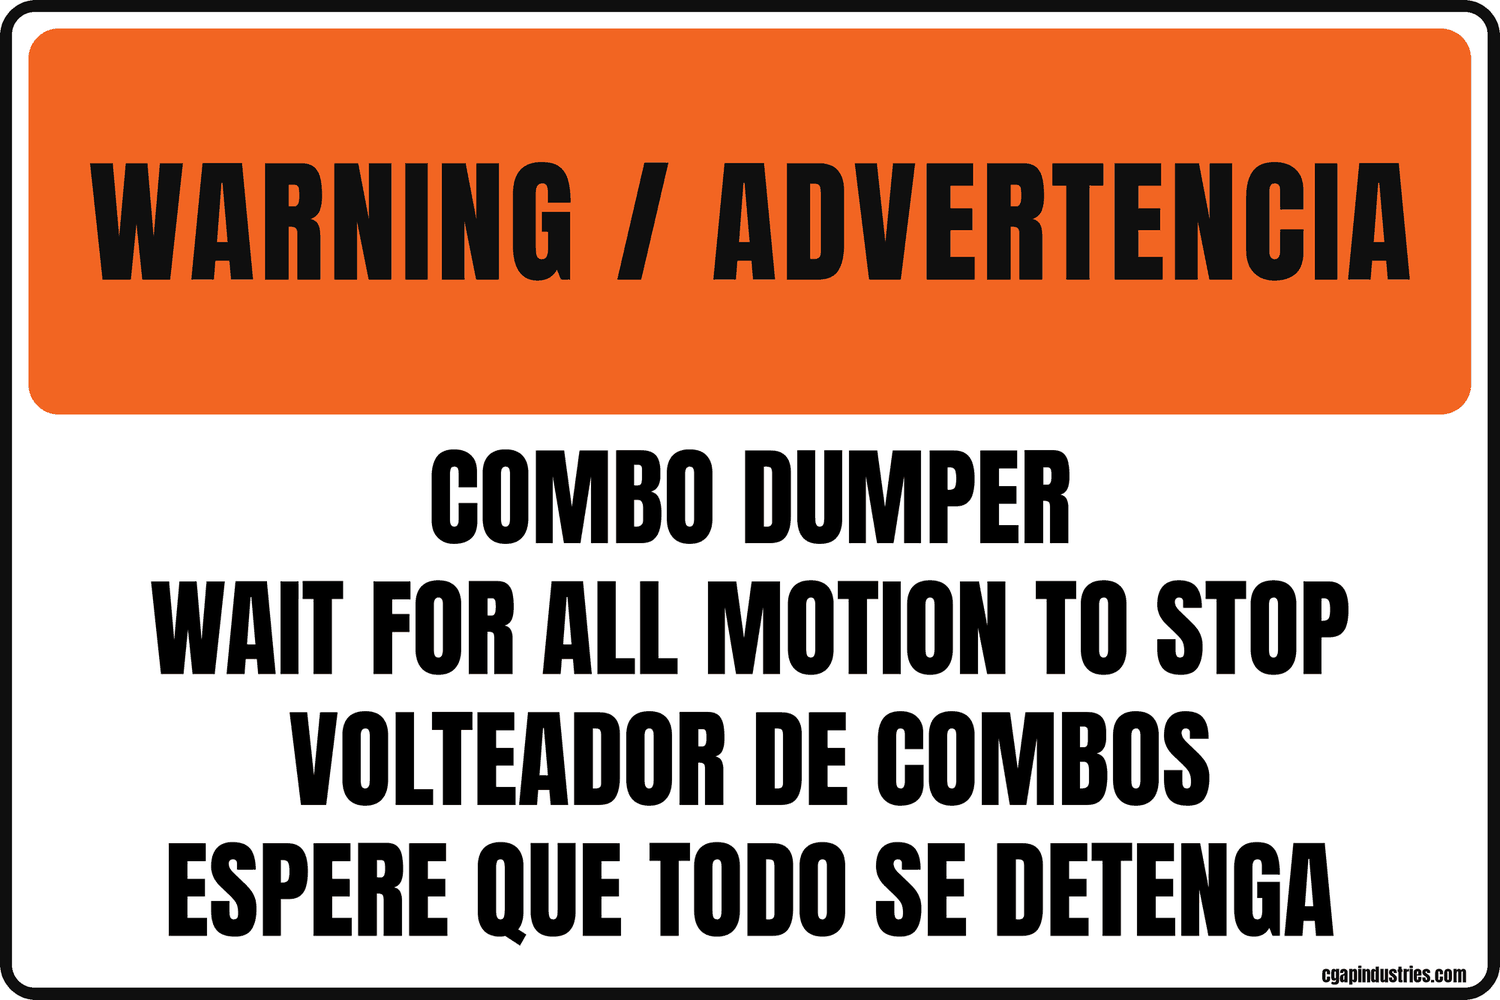 WARNING / ADVERTENCIA
COMBO DUMPER
WAIT FOR ALL MOTION TO STOP
VOLTEADOR DE COMBOS
ESPERE QUE TODO SE DETENGA
cgapindustries.com